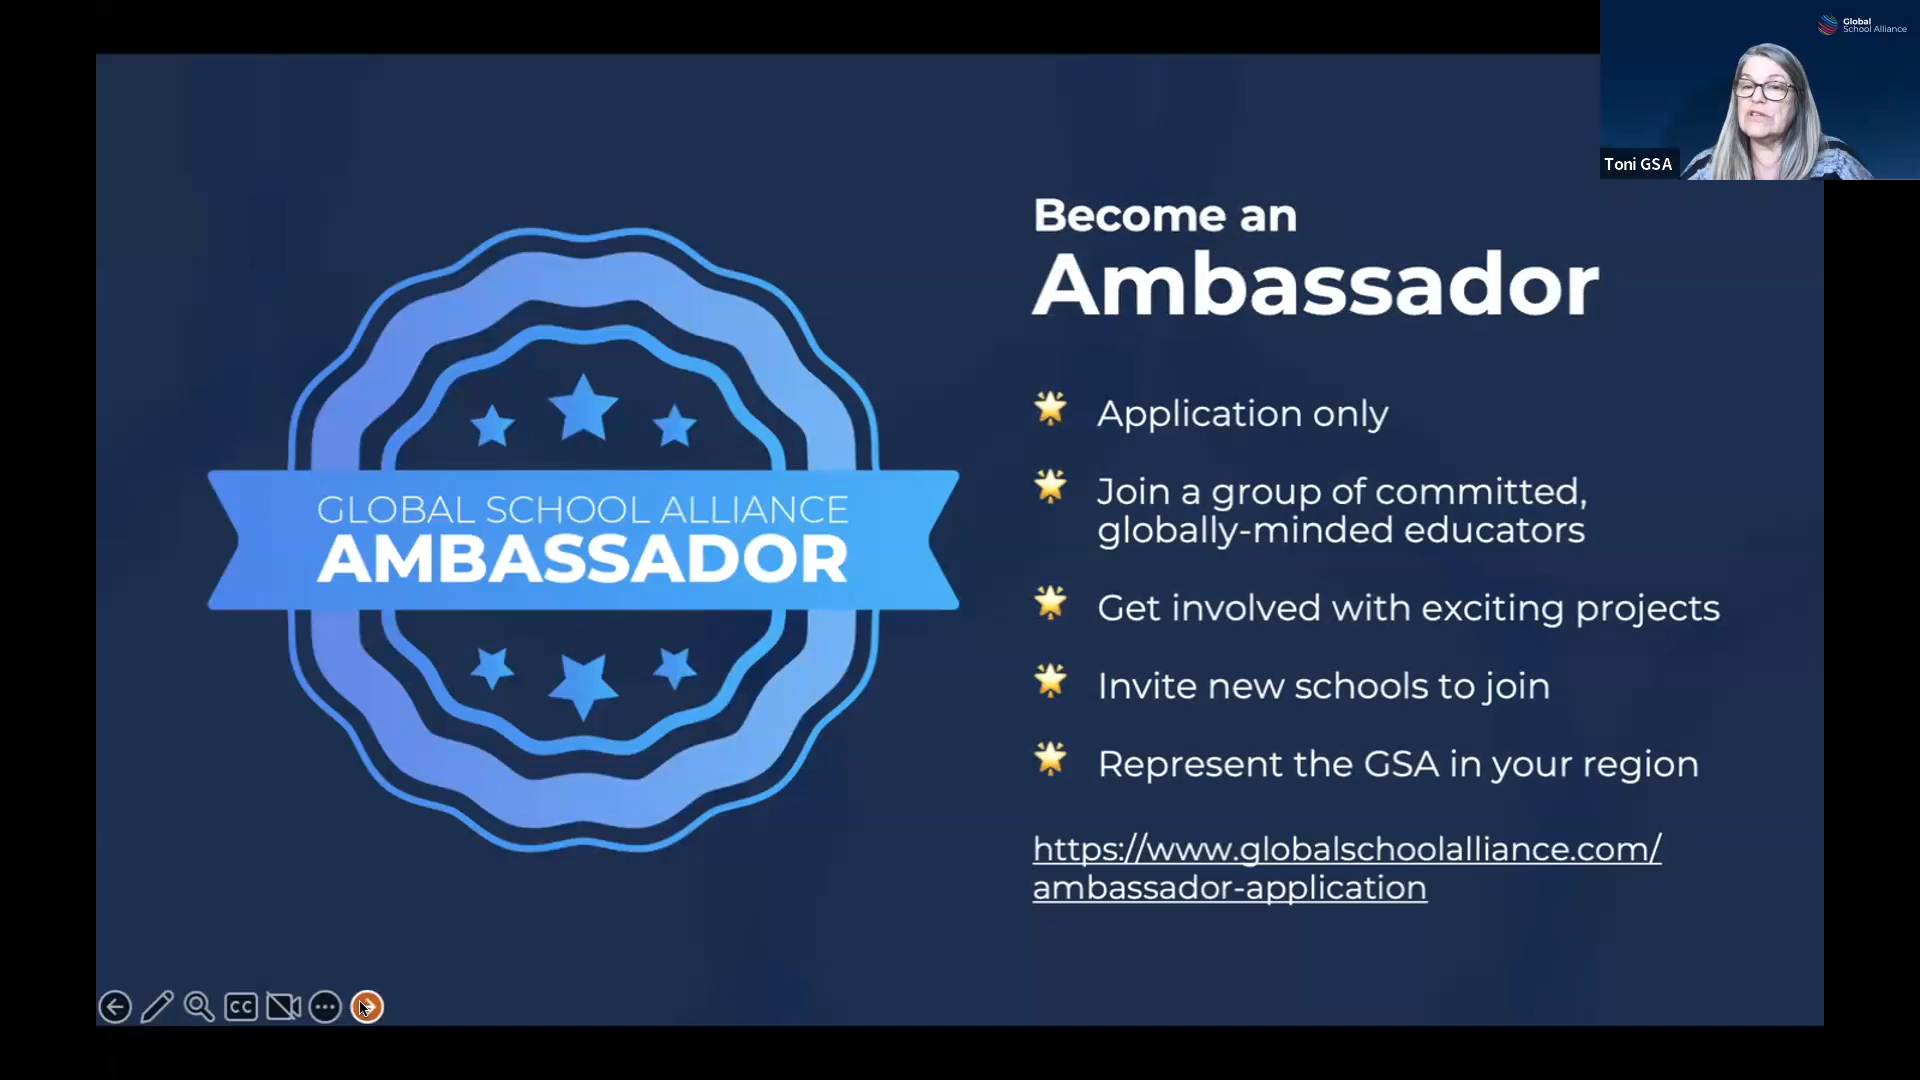 Global
School Alliance
Toni GSA
Become an
Ambassador
Application only
Join a group of committed,
globally-minded educators
Get involved with exciting projects
Invite new schools to join
Represent the GSA in your region
https://www.globalschoolalliance.com/
ambassador-application
GLOBAL SCHOOL ALLIANCE
AMBASSADOR
CC